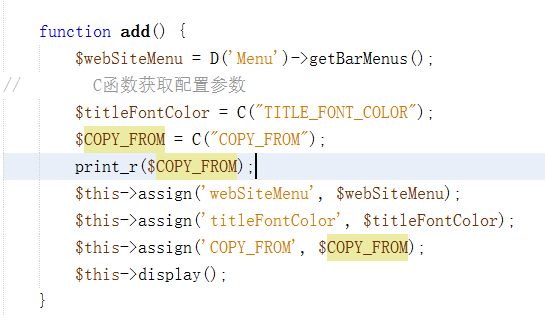 function add() {
$webSiteMenu = D('Menu')->getBarMenus();
// C函数获取配置参数
$titleFontColor = C("TITLE_FONT_COLOR");
$COPY_FROM = C("COPY_FROM");
print_r($COPY_FROM);
$this->assign('webSiteMenu', $webSiteMenu);
$this->assign('titleFontColor', $titleFontColor);
$this->assign('COPY_FROM', $COPY_FROM);
$this->display();
}